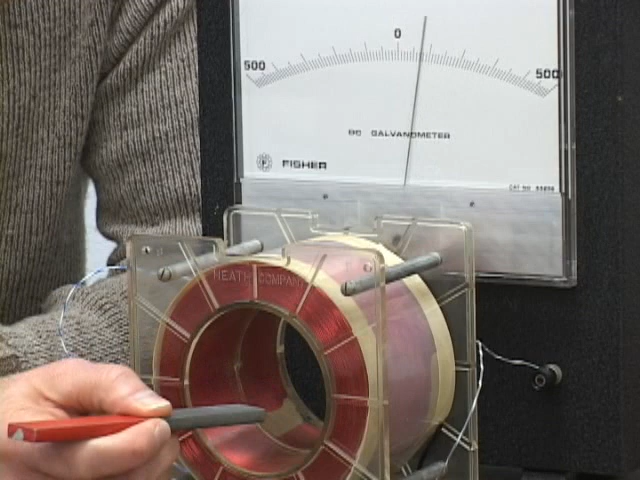 0
500
500
DC GALVANOMETER
F FISHER
HEATH COMPANY